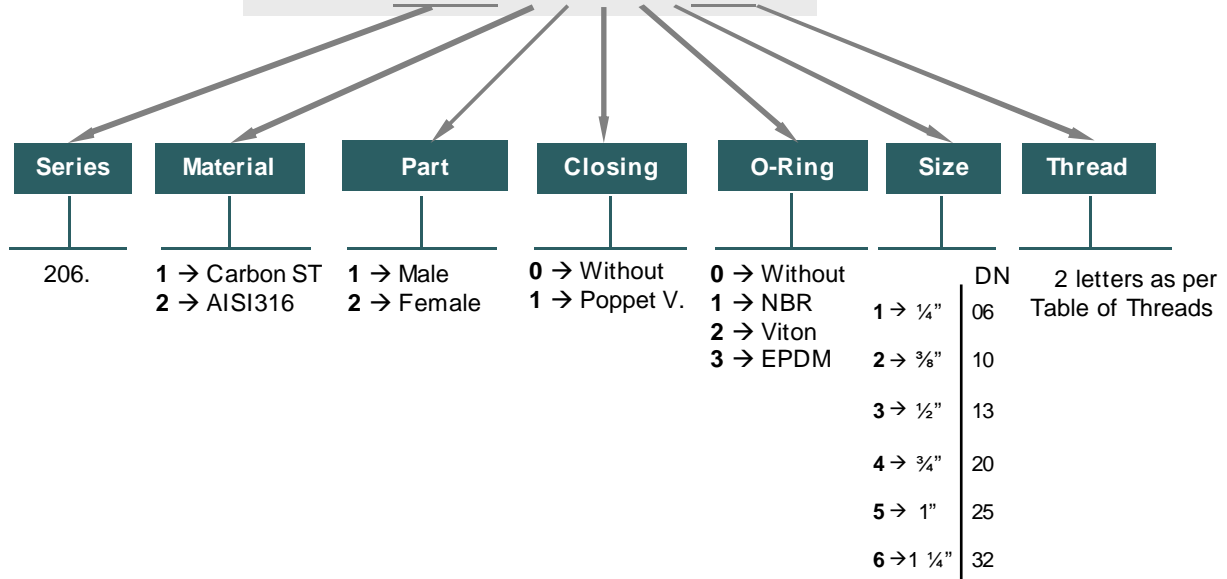 Series Material Part Closing O-Ring Size Thread
206.
1 → Carbon ST
2 → AISI316
1 → Male
2 → Female
0 → Without
1 → Poppet V.
0 → Without
1 → NBR
2 → Viton
3 → EPDM
DN
1 → ¼” 06
2 → ⅜” 10
3 → ½” 13
4 → ¾” 20
5 → 1” 25
6 →1 ¼” 32
2 letters as per
Table of Threads